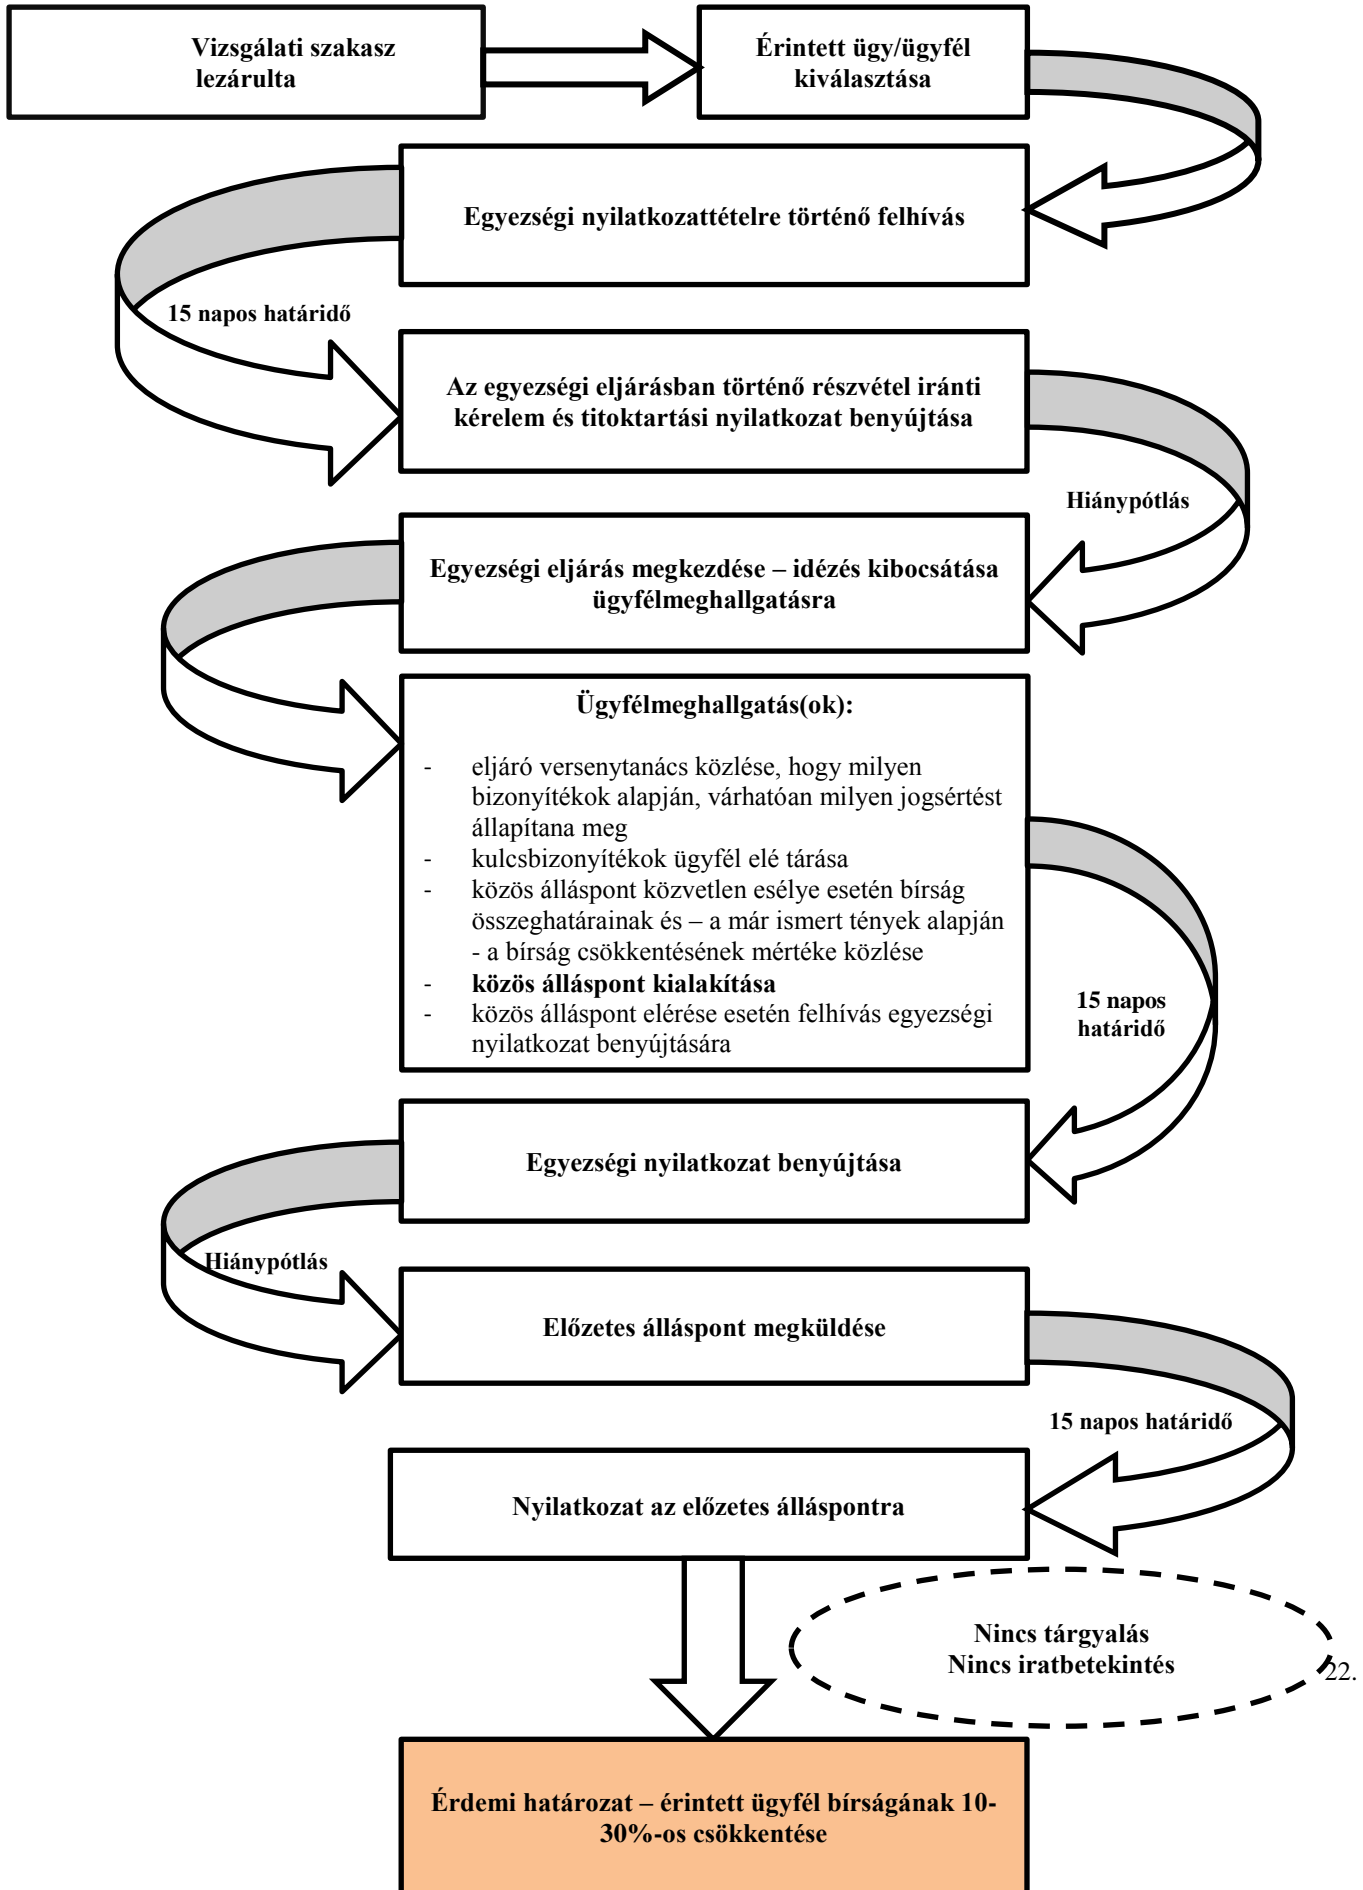 Vizsgálati szakasz
lezárulta
Érintett ügy/ügyfél
kiválasztása
Egyezségi nyilatkozattételre történő felhívás
15 napos határidő
Az egyezségi eljárásban történő részvétel iránti
kérelem és titoktartási nyilatkozat benyújtása
Hiánypótlás
Egyezségi eljárás megkezdése – idézés kibocsátása
ügyfélmeghallgatásra
Ügyfélmeghallgatás(ok):
- eljáró versenytanács közlése, hogy milyen
bizonyítékok alapján, várhatóan milyen jogsértést
állapítana meg
- kulcsbizonyítékok ügyfél elé tárása
- közös álláspont közvetlen esélye esetén bírság
összeghatárainak és – a már ismert tények alapján
- a bírság csökkentésének mértéke közlése
- közös álláspont kialakítása
- közös álláspont elérése esetén felhívás egyezségi
nyilatkozat benyújtására
15 napos
határidő
Egyezségi nyilatkozat benyújtása
Hiánypótlás
Előzetes álláspont megküldése
15 napos határidő
Nyilatkozat az előzetes álláspontra
Nincs tárgyalás
Nincs iratbetekintés
22.
Érdemi határozat – érintett ügyfél bírságának 10-
30%-os csökkentése